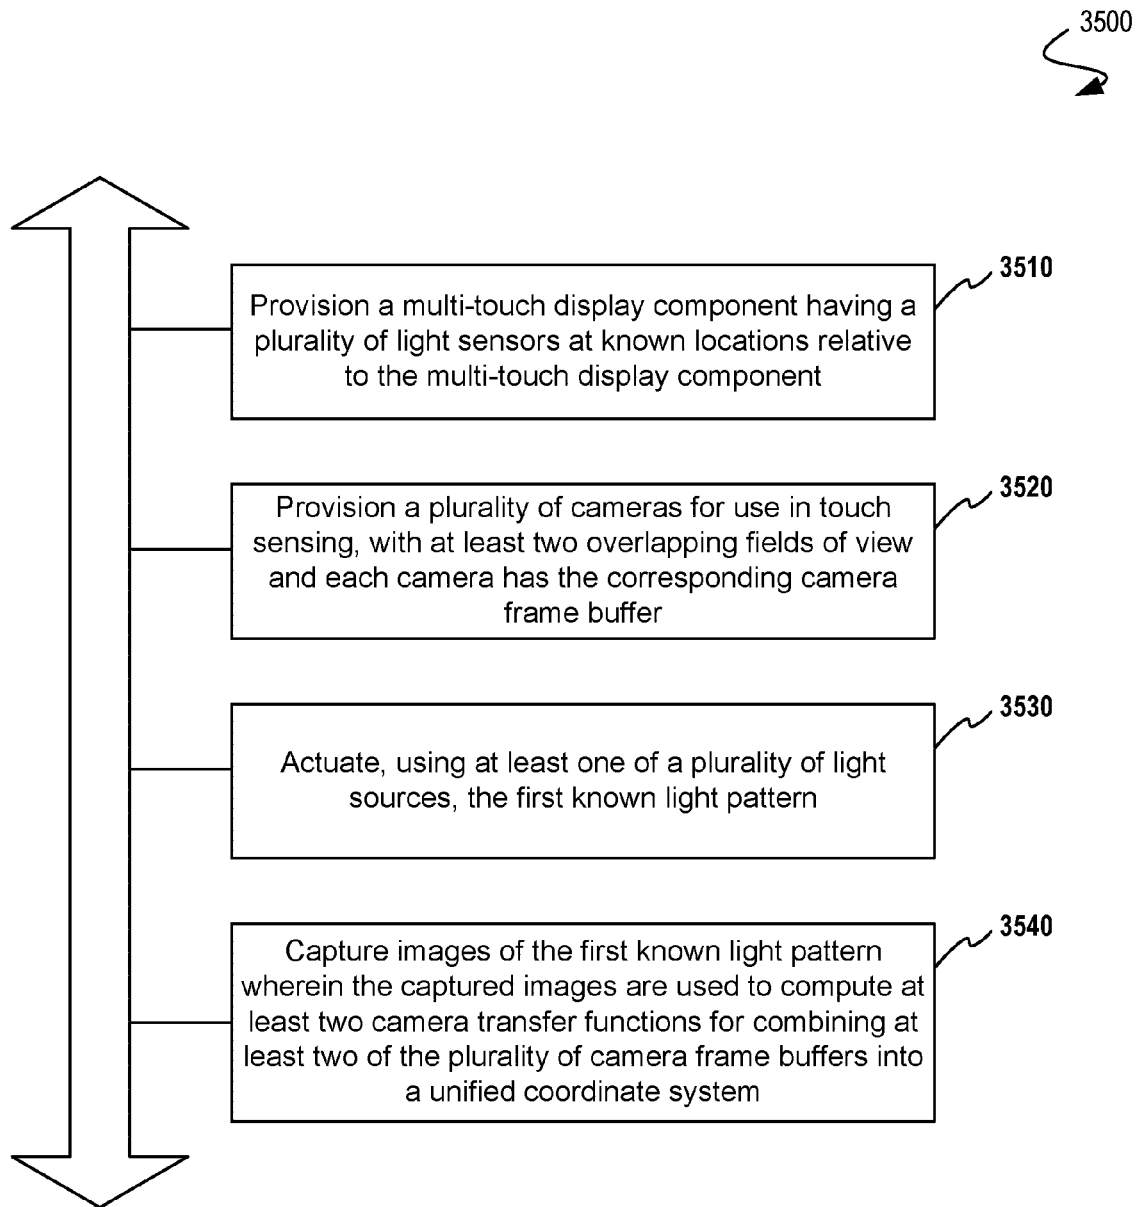 3500
3510
Provision a multi-touch display component having a
plurality of light sensors at known locations relative
to the multi-touch display component
3520
Provision a plurality of cameras for use in touch
sensing, with at least two overlapping fields of view
and each camera has the corresponding camera
frame buffer
3530
Actuate, using at least one of a plurality of light
sources, the first known light pattern
3540
Capture images of the first known light pattern
wherein the captured images are used to compute at
least two camera transfer functions for combining at
least two of the plurality of camera frame buffers into
a unified coordinate system